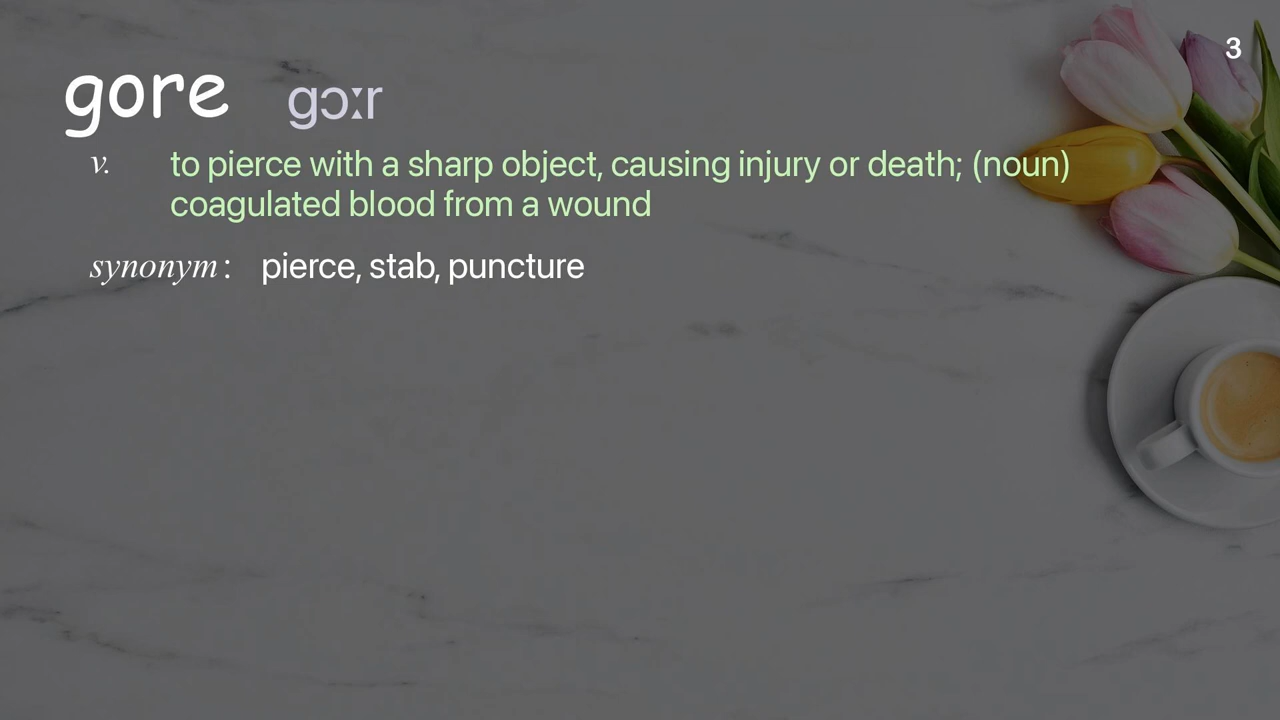 3
gore gɔːr
v. to pierce with a sharp object, causing injury or death; (noun)
coagulated blood from a wound
synonym : pierce, stab, puncture